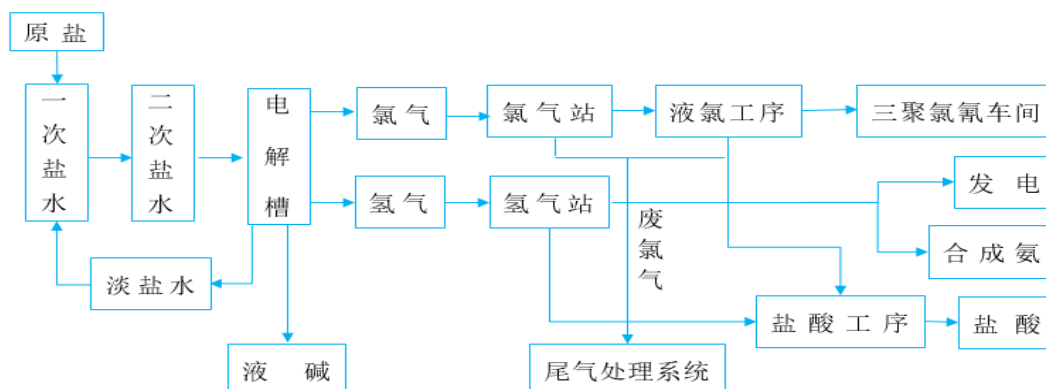 原盐
一次盐水
二次盐水
电解槽
氯气
氯气站
液氯工序
三聚氯氰车间
氢气
氢气站
废氯气
发电
合成氨
淡盐水
盐酸工序
盐酸
液碱
尾气处理系统